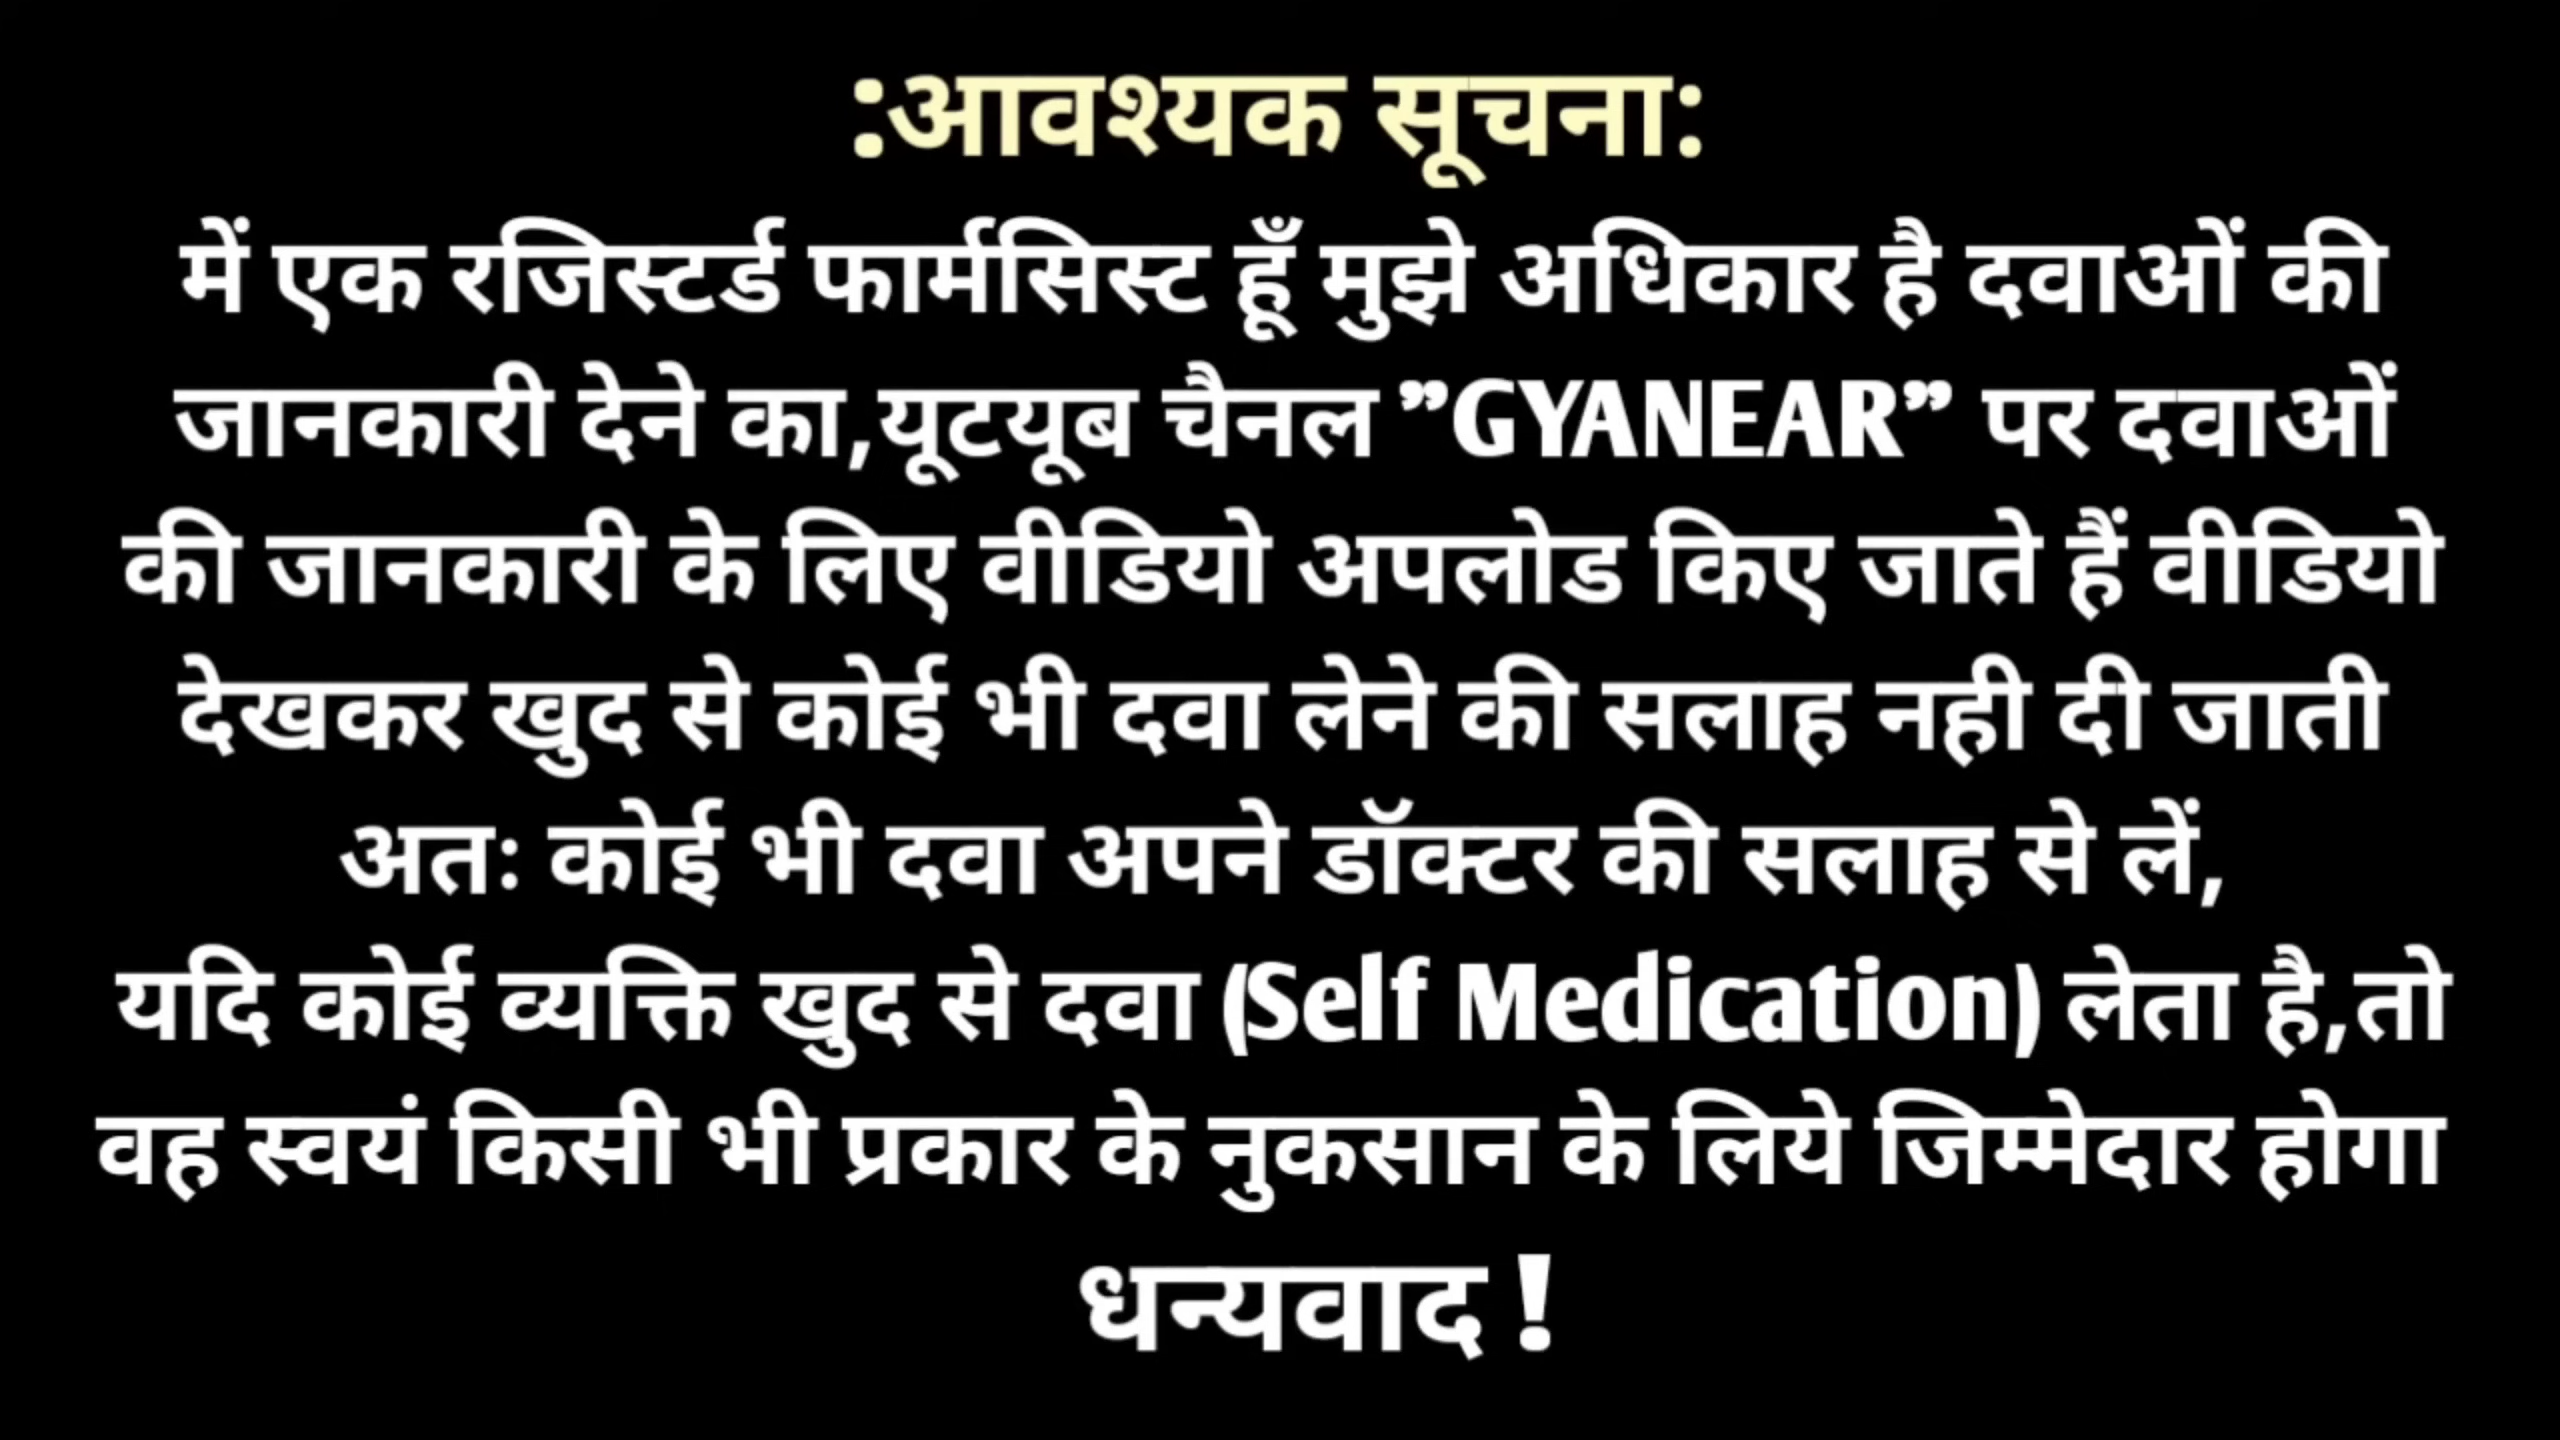 :आवश्यक सूचना:
में एक रजिस्टर्ड फार्मसिस्ट हूँ मुझे अधिकार है दवाओं की
जानकारी देने का,यूटयूब चैनल "GYANEAR" पर दवाओं
की जानकारी के लिए वीडियो अपलोड किए जाते हैं वीडियो
देखकर खुद से कोई भी दवा लेने की सलाह नही दी जाती
अतः कोई भी दवा अपने डॉक्टर की सलाह से लें,
यदि कोई व्यक्ति खुद से दवा (Self Medication) लेता है,तो
वह स्वयं किसी भी प्रकार के नुकसान के लिये जिम्मेदार होगा
धन्यवाद !